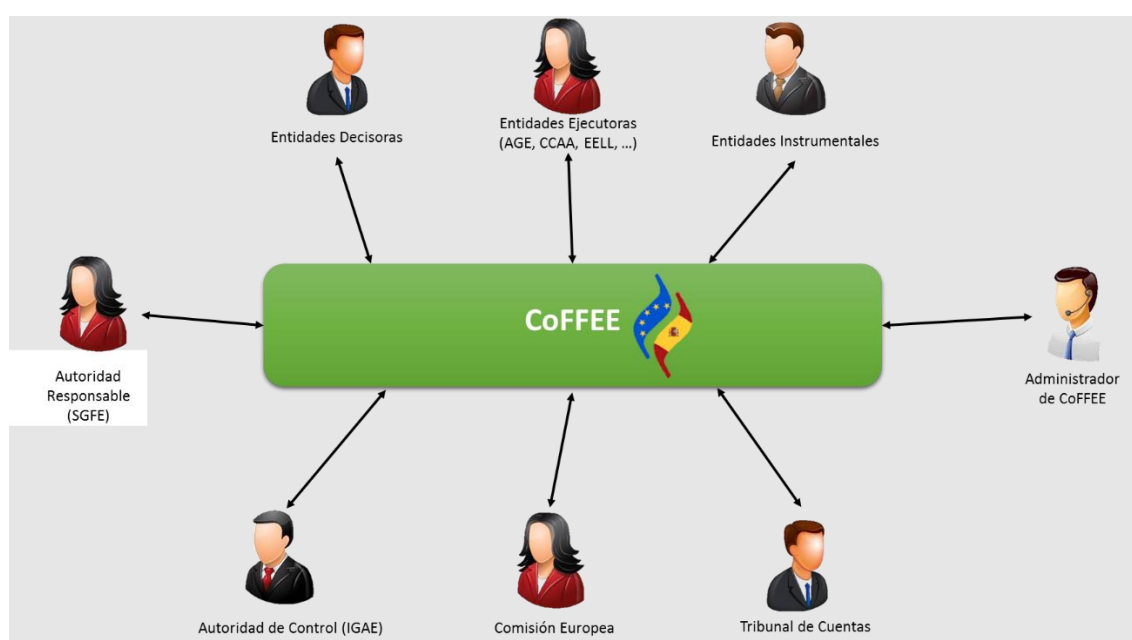 Entidades Decisoras
Entidades Ejecutoras
(AGE, CCAA, EELL, ...)
Entidades Instrumentales
CoFFEE
Autoridad
Responsable
(SGFE)
Administrador
de CoFFEE
Autoridad de Control (IGAE)
Comisión Europea
Tribunal de Cuentas